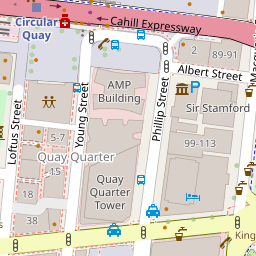 Cahill Expressway
Circular
Quay
2
89-91
Albert Street
AMP
Building
P
Sir Stamford
Loftus Street
Young Street
Phillip Street
5-7
99-113
Quay Quarter
15
18
Quay
Quarter
Tower
38
King